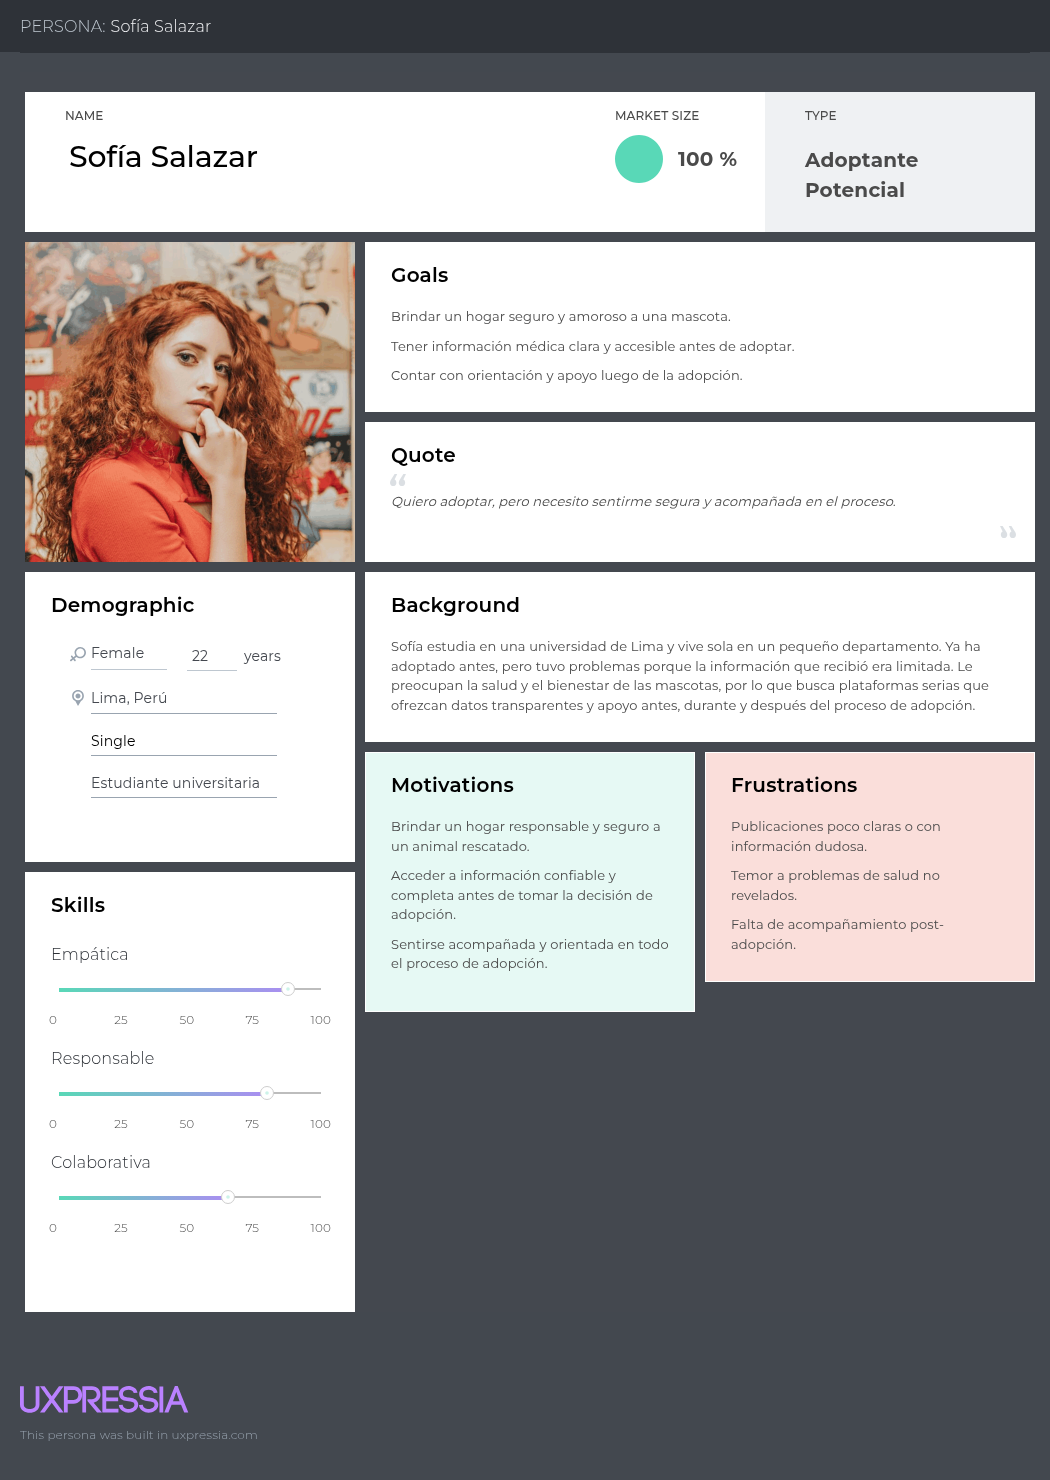 PERSONA: Sofía Salazar
NAME
Sofía Salazar
MARKET SIZE
100 %
TYPE
Adoptante
Potencial
Goals
Brindar un hogar seguro y amoroso a una mascota.
Tener información médica clara y accesible antes de adoptar.
Contar con orientación y apoyo luego de la adopción.
Quote
“
Quiero adoptar, pero necesito sentirme segura y acompañada en el proceso.
”
Demographic
Female
22 years
Lima, Perú
Single
Estudiante universitaria
Background
Sofía estudia en una universidad de Lima y vive sola en un pequeño departamento. Ya ha
adoptado antes, pero tuvo problemas porque la información que recibió era limitada. Le
preocupan la salud y el bienestar de las mascotas, por lo que busca plataformas serias que
ofrezcan datos transparentes y apoyo antes, durante y después del proceso de adopción.
Motivations
Brindar un hogar responsable y seguro a
un animal rescatado.
Acceder a información confiable y
completa antes de tomar la decisión de
adopción.
Sentirse acompañada y orientada en todo
el proceso de adopción.
Frustrations
Publicaciones poco claras o con
información dudosa.
Temor a problemas de salud no
revelados.
Falta de acompañamiento post-
adopción.
Skills
Empática
0 25 50 75 100
Responsable
0 25 50 75 100
Colaborativa
0 25 50 75 100
UXPRESSIA
This persona was built in uxpressia.com